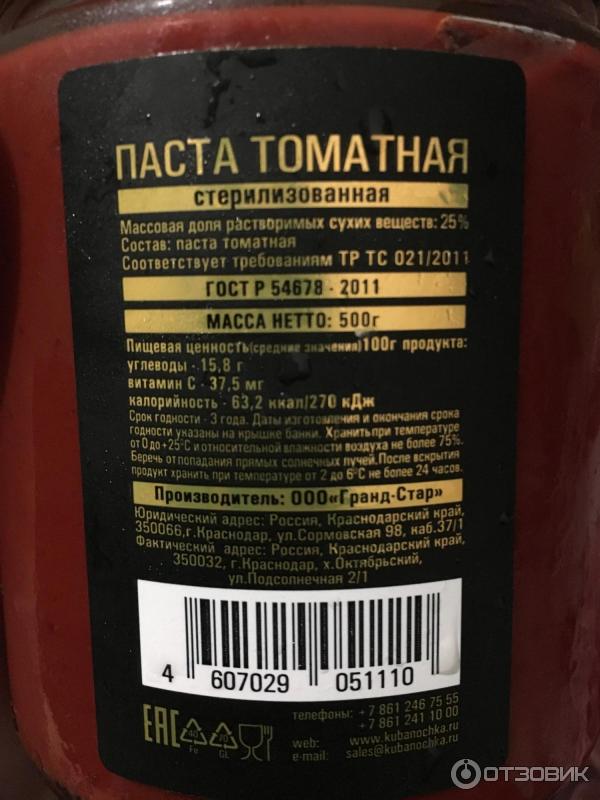 ПАСТА ТОМАТНАЯ
стерилизованная
Массовая доля растворимых сухих веществ: 25%
Состав: паста томатная
Соответствует требованиям ТР ТС 021/2011
ГОСТ Р 54678 - 2011
МАССА НЕТТО: 500г
Пищевая ценность(средние значения)100г продукта:
углеводы - 15,8 г
витамин С - 37,5 мг
калорийность - 63,2 ккал/270 кДж
Срок годности - 3 года. Даты изготовления и окончания срока
годности указаны на крышке банки. Хранить при температуре
от 0 до +25°С и относительной влажности воздуха не более 75%.
Беречь от попадания прямых солнечных лучей. После вскрытия
продукт хранить при температуре от 2 до 6°С не более 24 часов.
Производитель: ООО«Гранд-Стар»
Юридический адрес: Россия, Краснодарский край,
350066,г.Краснодар, ул.Сормовская 98, каб.37/1
Фактический адрес: Россия, Краснодарский край,
350032, г.Краснодар, х.Октябрьский,
ул.Подсолнечная 2/1
4 607029 051110
телефоны: + 7 861 246 75 55
+ 7 861 241 10 00
web: www.kubanochka.ru
e-mail: sales@kubanochka.ru
EAC 40 Fe 70 GL
ОТЗОВИК